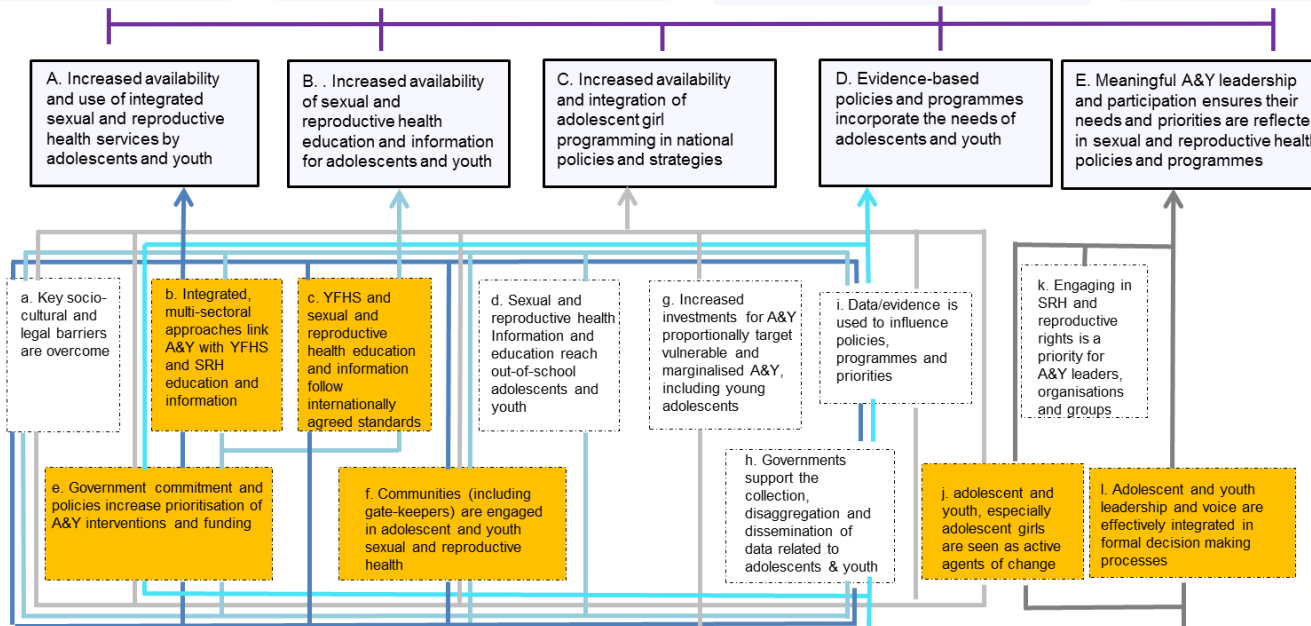 A. Increased availability
and use of integrated
sexual and reproductive
health services by
adolescents and youth
B. . Increased availability
of sexual and
reproductive health
education and information
for adolescents and youth
C. Increased availability
and integration of
adolescent girl
programming in national
policies and strategies
D. Evidence-based
policies and programmes
incorporate the needs of
adolescents and youth
E. Meaningful A&Y leadership
and participation ensures their
needs and priorities are reflected
in sexual and reproductive health
policies and programmes
a. Key socio-
cultural and
legal barriers
are overcome
b. Integrated,
multi-sectoral
approaches link
A&Y with YFHS
and SRH
education and
information
c. YFHS and
sexual and
reproductive
health education
and information
follow
internationally
agreed standards
d. Sexual and
reproductive health
Information and
education reach
out-of-school
adolescents and
youth
g. Increased
investments for A&Y
proportionally target
vulnerable and
marginalised A&Y,
including young
adolescents
i. Data/evidence is
used to influence
policies,
programmes and
priorities
k. Engaging in
SRH and
reproductive
rights is a
priority for
A&Y leaders,
organisations
and groups
e. Government commitment and
policies increase prioritisation of
A&Y interventions and funding
f. Communities (including
gate-keepers) are engaged
in adolescent and youth
sexual and reproductive
health
h. Governments
support the
collection,
disaggregation and
dissemination of
data related to
adolescents & youth
j. adolescent and
youth, especially
adolescent girls
are seen as active
agents of change
l. Adolescent and youth
leadership and voice are
effectively integrated in
formal decision making
processes